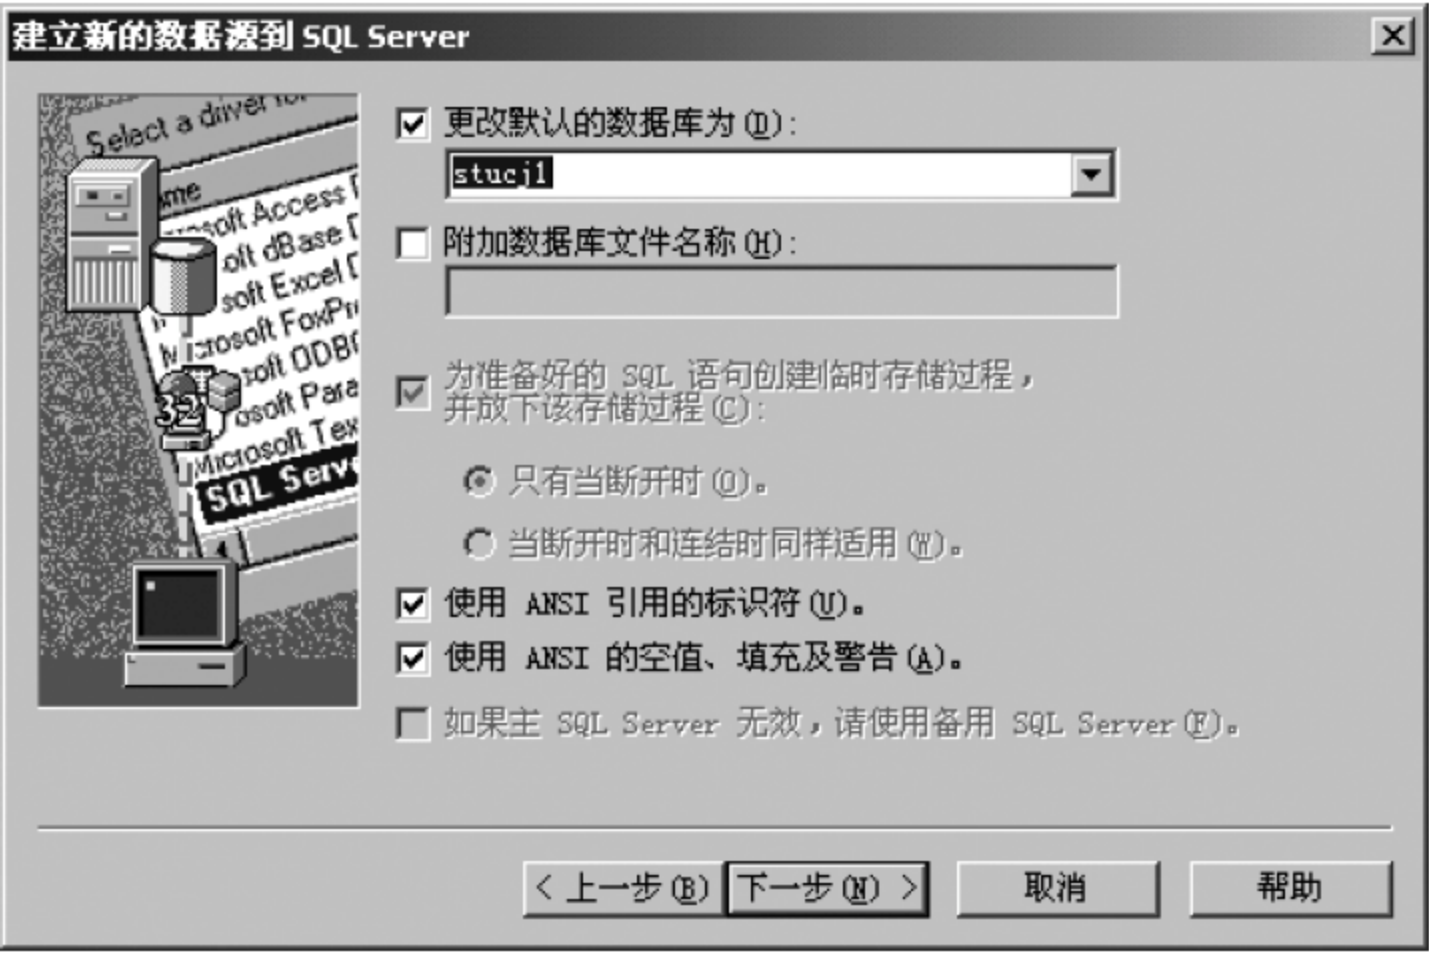 建立新的数据源到 SQL Server
Select a driver for
Name
Microsoft Access
Microsoft dBase
Microsoft Excel
Microsoft FoxPro
Microsoft ODBC
Microsoft Para
Microsoft Tex
SQL Serve
32
更改默认的数据库为(D):
stucj1
附加数据库文件名称(H):
为准备好的 SQL 语句创建临时存储过程，
并放下该存储过程(C):
只有当断开时(O)。
当断开时和连结时同样适用(W)。
使用 ANSI 引用的标识符(U)。
使用 ANSI 的空值、填充及警告(A)。
如果主 SQL Server 无效，请使用备用 SQL Server(F)。
< 上一步(B)
下一步(N) >
取消
帮助